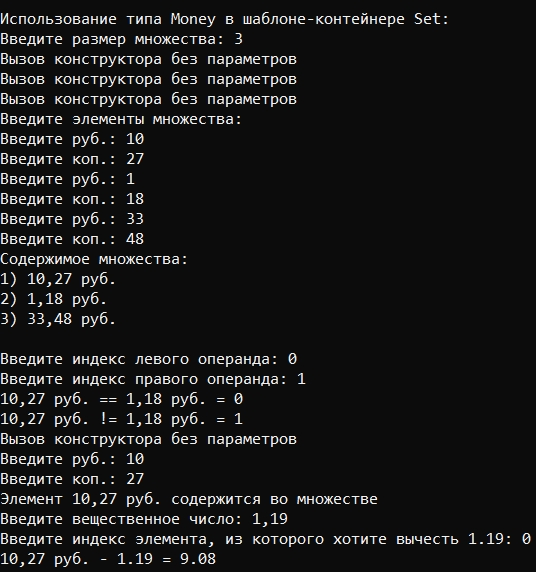 Использование типа Money в шаблоне-контейнере Set:
Введите размер множества: 3
Вызов конструктора без параметров
Вызов конструктора без параметров
Вызов конструктора без параметров
Введите элементы множества:
Введите руб.: 10
Введите коп.: 27
Введите руб.: 1
Введите коп.: 18
Введите руб.: 33
Введите коп.: 48
Содержимое множества:
1) 10,27 руб.
2) 1,18 руб.
3) 33,48 руб.
Введите индекс левого операнда: 0
Введите индекс правого операнда: 1
10,27 руб. == 1,18 руб. = 0
10,27 руб. != 1,18 руб. = 1
Вызов конструктора без параметров
Введите руб.: 10
Введите коп.: 27
Элемент 10,27 руб. содержится во множестве
Введите вещественное число: 1,19
Введите индекс элемента, из которого хотите вычесть 1.19: 0
10,27 руб. - 1.19 = 9.08